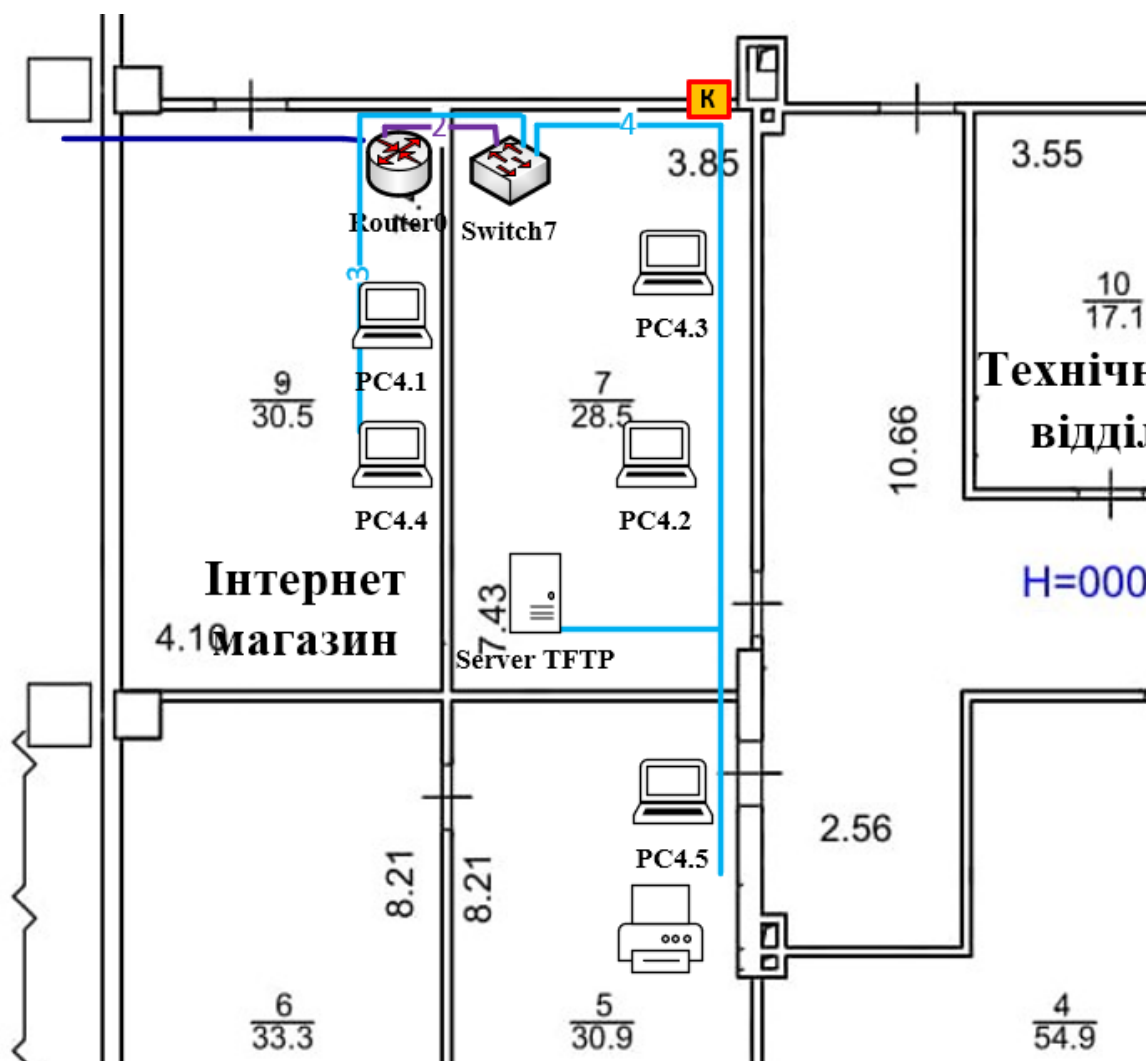 K
2
4
3.85
3.55
Router0
Switch7
3
10
17.1
PC4.3
PC4.1
9
30.5
7
28.5
Техніч
відділ
10.66
PC4.4
PC4.2
Інтернет
магазин
4.10
7.43
H=000
Server TFTP
PC4.5
2.56
8.21
8.21
6
33.3
5
30.9
4
54.9